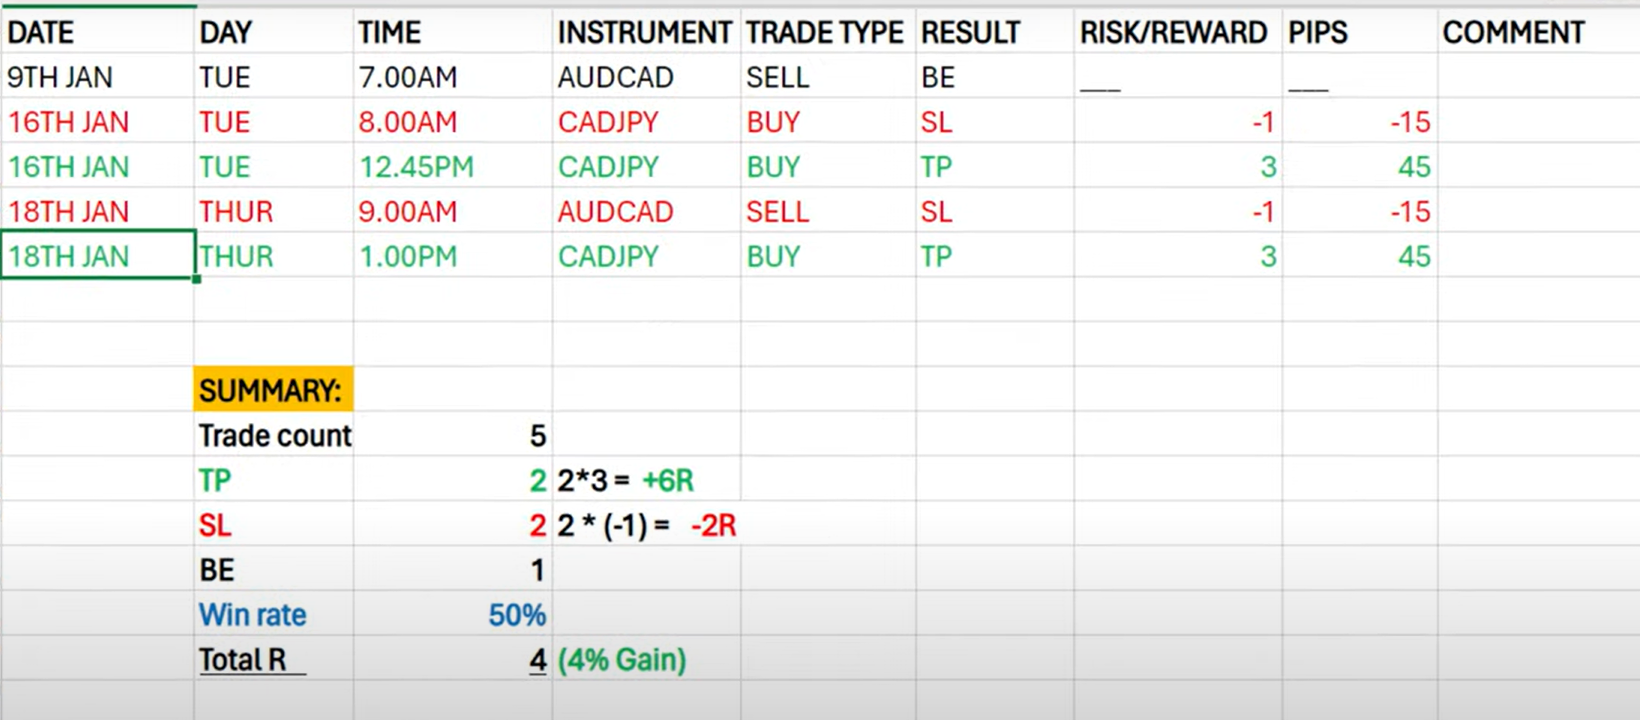 DATE DAY TIME INSTRUMENT TRADE TYPE RESULT RISK/REWARD PIPS COMMENT
9TH JAN TUE 7.00AM AUDCAD SELL BE ___ ___
16TH JAN TUE 8.00AM CADJPY BUY SL -1 -15
16TH JAN TUE 12.45PM CADJPY BUY TP 3 45
18TH JAN THUR 9.00AM AUDCAD SELL SL -1 -15
18TH JAN THUR 1.00PM CADJPY BUY TP 3 45
SUMMARY:
Trade count 5
TP 2 2*3 = +6R
SL 2 2 * (-1) = -2R
BE 1
Win rate 50%
Total R 4 (4% Gain)